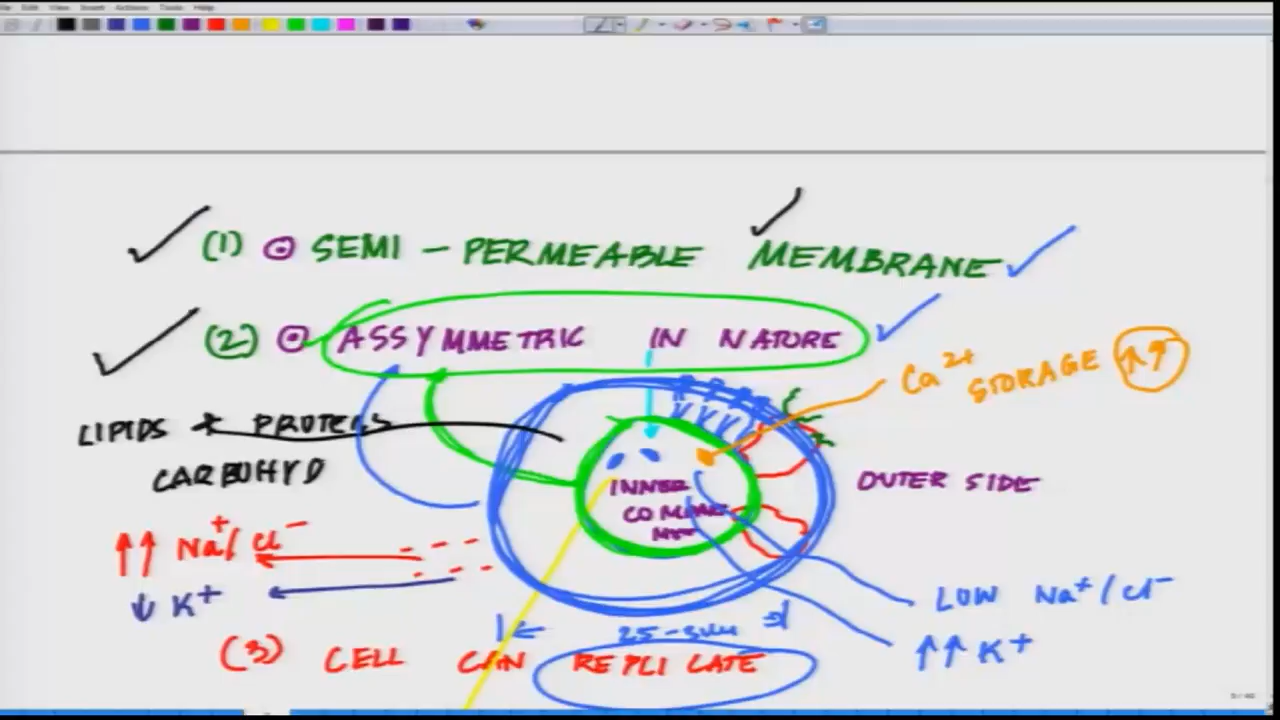 (1) ⊙ SEMI - PERMEABLE MEMBRANE
(2) ⊙ ASSYMMETRIC IN NATURE
Ca2+ STORAGE ↑↑
LIPIDS + PROTEINS
CARBOHYD
INNER
OUTER SIDE
↑↑ Na+/Cl-
↓ K+
LOW Na+/Cl-
↑↑ K+
(3) CELL CAN REPLICATE